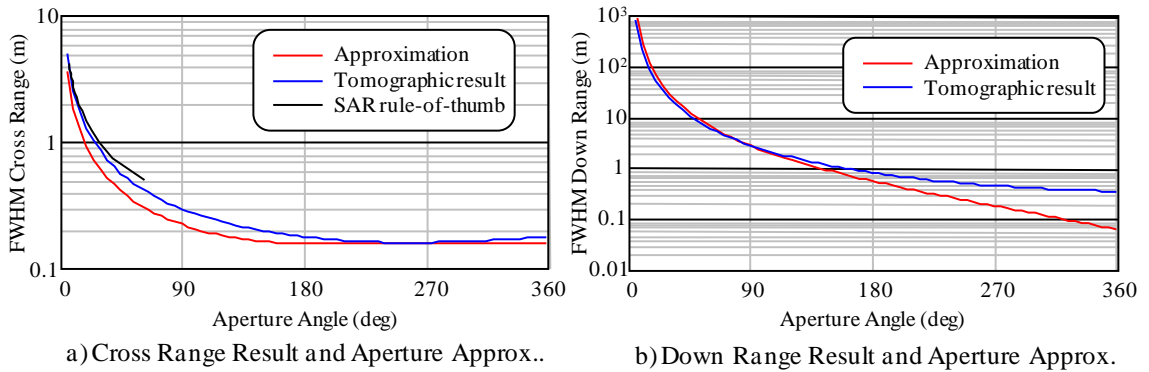 10
1
0.1
FWHM Cross Range (m)
Approximation
Tomographic result
SAR rule-of-thumb
0 90 180 270 360
Aperture Angle (deg)
a) Cross Range Result and Aperture Approx..
10³
10²
10
1
0.1
0.01
FWHM Down Range (m)
Approximation
Tomographic result
0 90 180 270 360
Aperture Angle (deg)
b) Down Range Result and Aperture Approx.